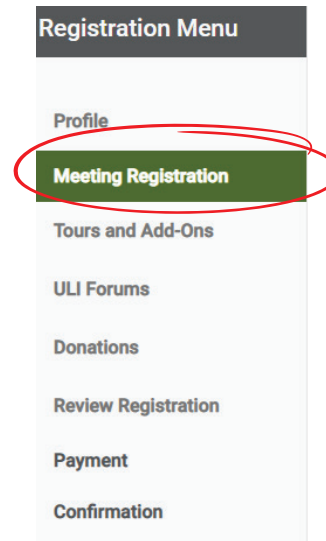 Registration Menu
Profile
Meeting Registration
Tours and Add-Ons
ULI Forums
Donations
Review Registration
Payment
Confirmation